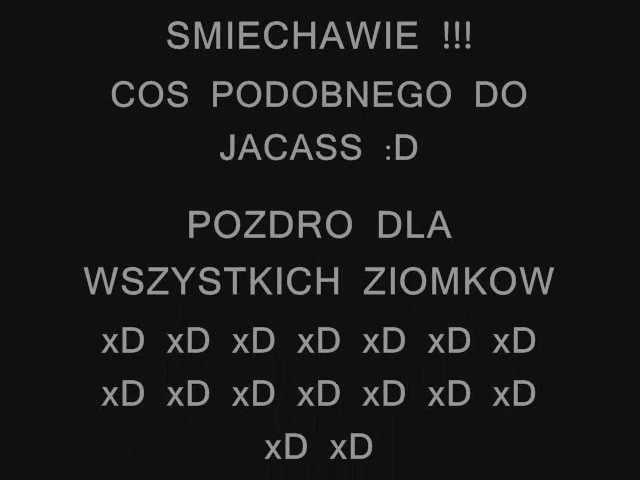 SMIECHAWIE !!!
COS PODOBNEGO DO
JACASS :D
POZDRO DLA
WSZYSTKICH ZIOMKOW
xD xD xD xD xD xD xD
xD xD xD xD xD xD xD
xD xD